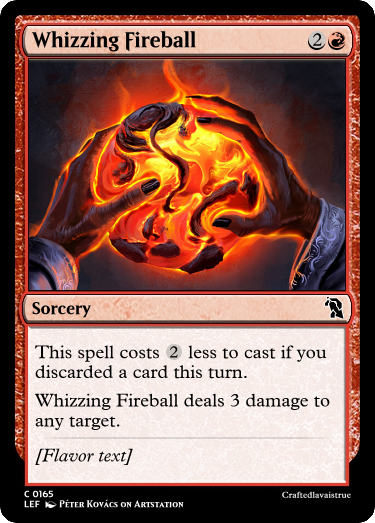 Whizzing Fireball 2
Sorcery
This spell costs 2 less to cast if you
discarded a card this turn.
Whizzing Fireball deals 3 damage to
any target.
[Flavor text]
C 0165
LEF Péter Kovács on Artstation
Craftedlavaistrue